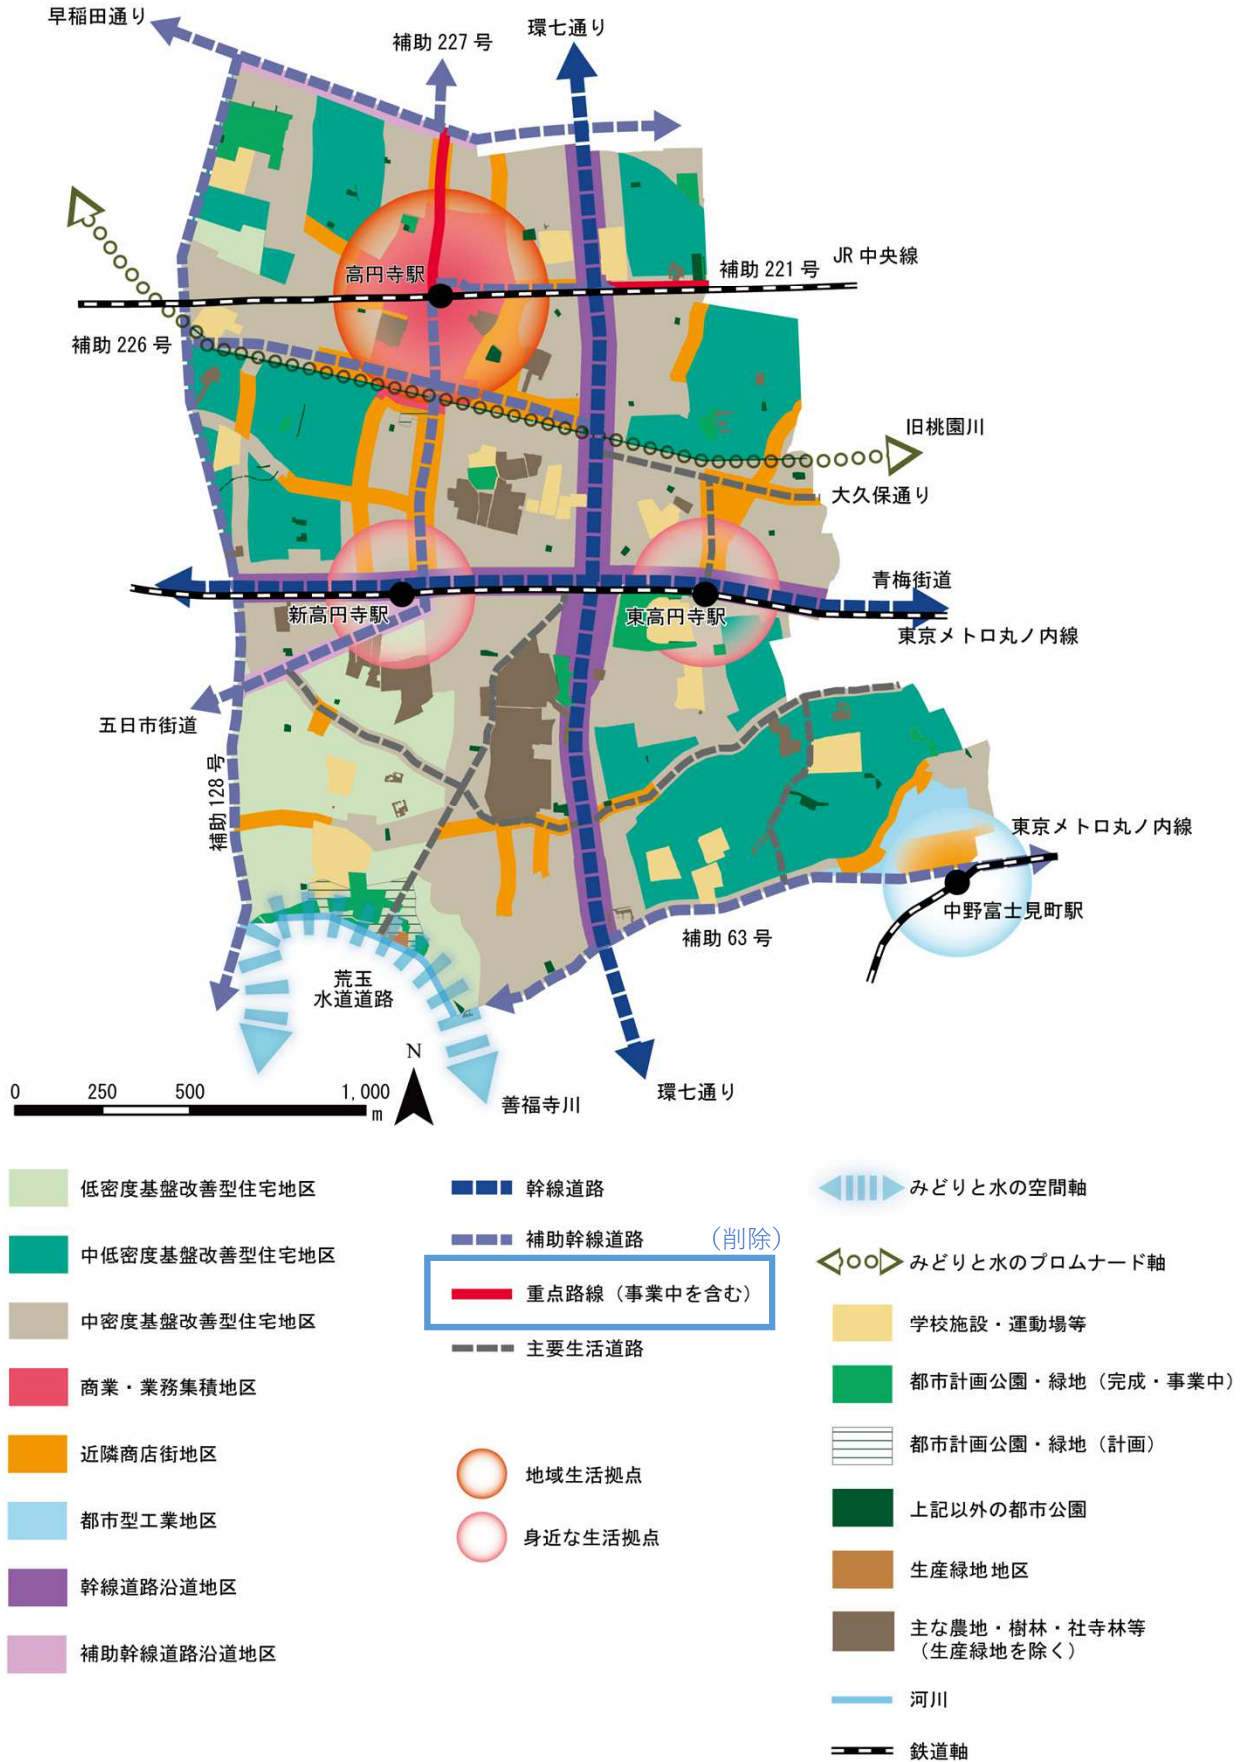 早稲田通り
補助 227 号
環七通り
高円寺駅
補助 221 号
JR 中央線
補助 226 号
旧桃園川
大久保通り
青梅街道
新高円寺駅
東高円寺駅
東京メトロ丸ノ内線
五日市街道
補助 128 号
東京メトロ丸ノ内線
中野富士見町駅
補助 63 号
荒玉
水道道路
N
0 250 500 1,000
m
善福寺川
環七通り
低密度基盤改善型住宅地区
中低密度基盤改善型住宅地区
中密度基盤改善型住宅地区
商業・業務集積地区
近隣商店街地区
都市型工業地区
幹線道路沿道地区
補助幹線道路沿道地区
幹線道路
補助幹線道路
（削除）
重点路線（事業中を含む）
主要生活道路
地域生活拠点
身近な生活拠点
みどりと水の空間軸
みどりと水のプロムナード軸
学校施設・運動場等
都市計画公園・緑地（完成・事業中）
都市計画公園・緑地（計画）
上記以外の都市公園
生産緑地地区
主な農地・樹林・社寺林等
（生産緑地を除く）
河川
鉄道軸